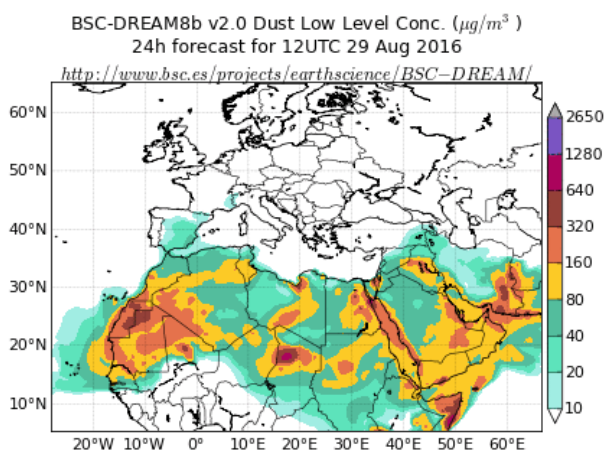 BSC-DREAM8b v2.0 Dust Low Level Conc. (μg/m³ )
24h forecast for 12UTC 29 Aug 2016
http://www.bsc.es/projects/earthscience/BSC−DREAM/
60°N
50°N
40°N
30°N
20°N
10°N
20°W 10°W 0° 10°E 20°E 30°E 40°E 50°E 60°E
2650
1280
640
320
160
80
40
20
10